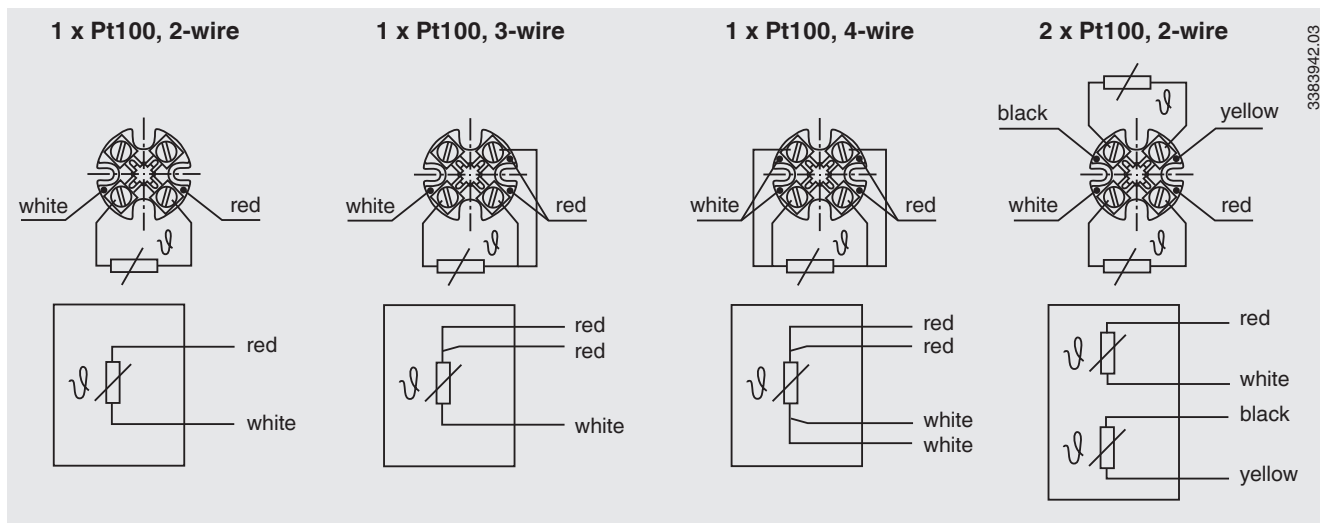 1 x Pt100, 2-wire
1 x Pt100, 3-wire
1 x Pt100, 4-wire
2 x Pt100, 2-wire
3383942.03
white
red
ϑ
white
red
ϑ
white
red
ϑ
black
yellow
ϑ
white
red
ϑ
red
white
ϑ
red
red
white
ϑ
red
red
white
white
ϑ
red
white
black
yellow
ϑ
ϑ